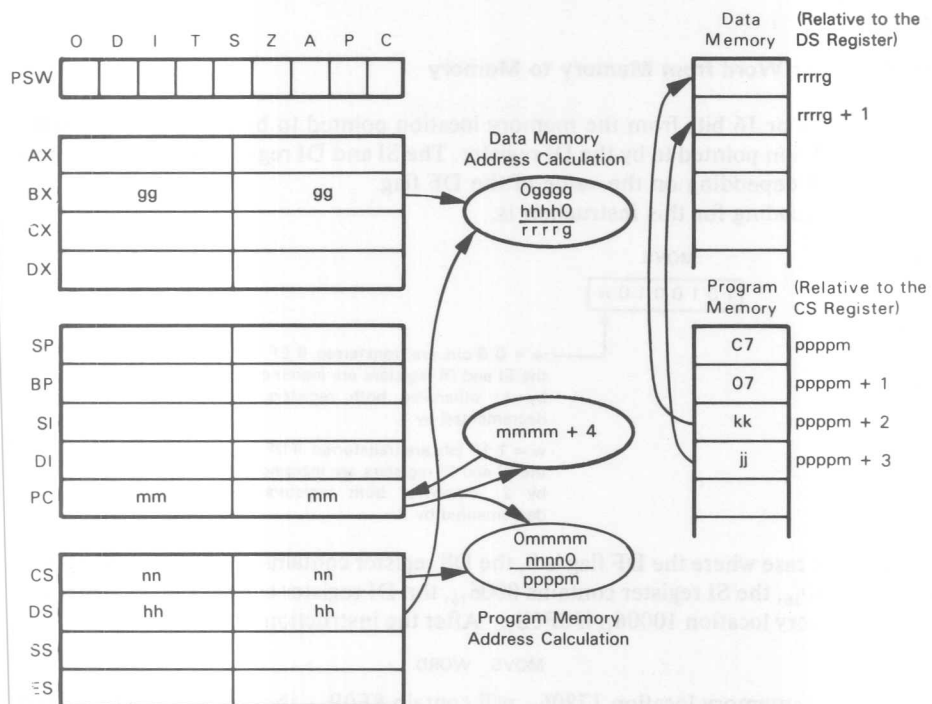 O D I T S Z A P C
PSW
AX
BX gg gg
CX
DX
SP
BP
SI
DI
PC mm mm
CS nn nn
DS hh hh
SS
ES
Data Memory
Address Calculation
0gggg
hhhh0
rrrrg
mmmm + 4
0mmmm
nnnn0
ppppm
Program Memory
Address Calculation
Data
Memory
(Relative to the
DS Register)
rrrrg
rrrrg + 1
Program
Memory
(Relative to the
CS Register)
C7 ppppm
07 ppppm + 1
kk ppppm + 2
jj ppppm + 3